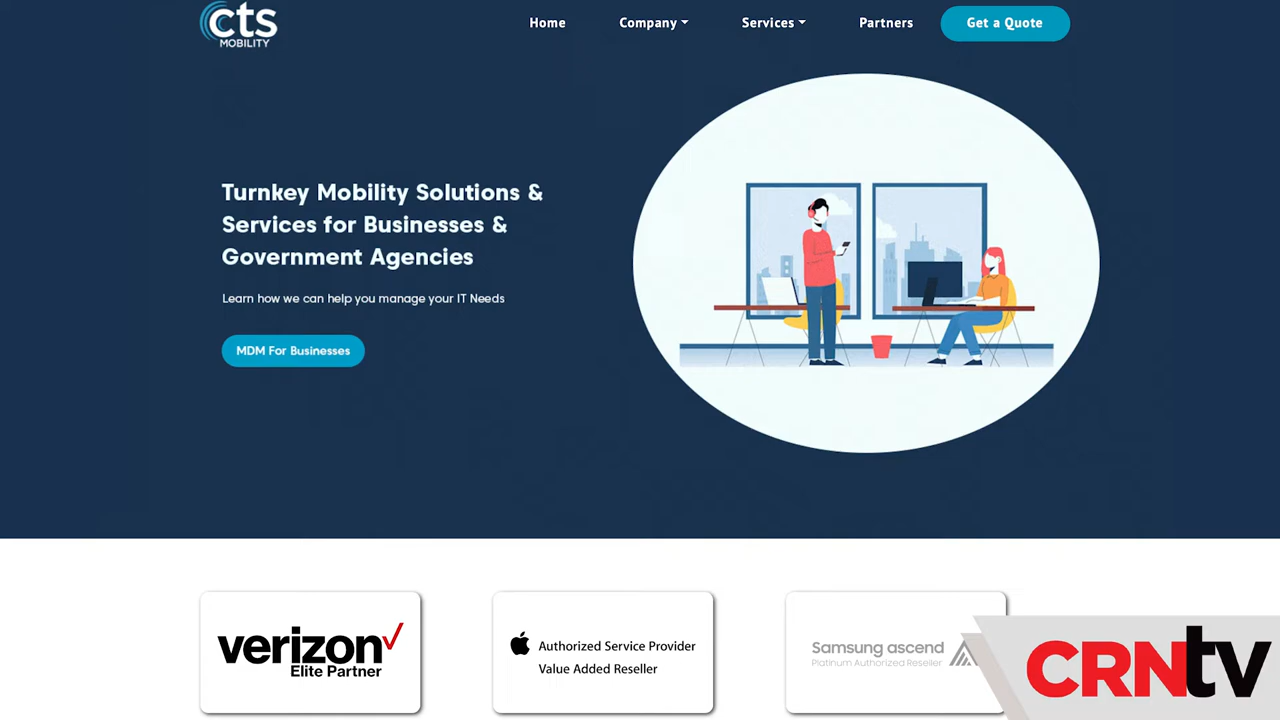 cts
MOBILITY
Home
Company
Services
Partners
Get a Quote
Turnkey Mobility Solutions &
Services for Businesses &
Government Agencies
Learn how we can help you manage your IT Needs
MDM For Businesses
verizon
Elite Partner
Authorized Service Provider
Value Added Reseller
Samsung ascend
Platinum Authorized Reseller
CRNtv